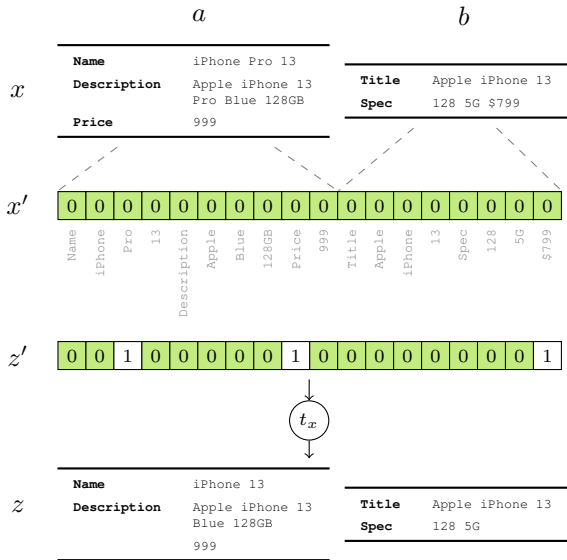 a b
x
Name iPhone Pro 13
Description Apple iPhone 13
Pro Blue 128GB
Price 999
Title Apple iPhone 13
Spec 128 5G $799
x′ 0 0 0 0 0 0 0 0 0 0 0 0 0 0 0 0 0 0
Name iPhone Pro 13 Description Apple Blue 128GB Price 999 Title Apple iPhone 13 Spec 128 5G $799
z′ 0 0 1 0 0 0 0 0 1 0 0 0 0 0 0 0 0 1
tx
z
Name iPhone 13
Description Apple iPhone 13
Blue 128GB
999
Title Apple iPhone 13
Spec 128 5G